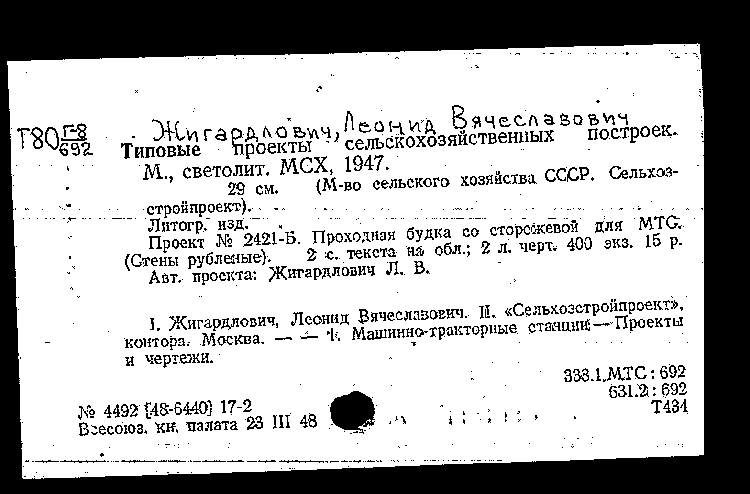 Жигардлович, Леонид Вячеславович
Т80 Г-8/692
Типовые проекты сельскохозяйственных построек.
М., светолит. МСХ, 1947.
29 см. (М-во сельского хозяйства СССР. Сельхоз-
стройпроект).
Литогр. изд.
Проект № 2421-Б. Проходная будка со сторожевой для МТС.
(Стены рубленые). 2 с. текста на обл.; 2 л. черт. 400 экз. 15 р.
Авт. проекта: Жигардлович Л. В.
I. Жигардлович, Леонид Вячеславович. II. «Сельхозстройпроект»,
контора. Москва. — — 1. Машинно-тракторные станции — Проекты
и чертежи.
333.1.МТС : 692
631.2 : 692
Т434
№ 4492 [48-6440] 17-2
Всесоюз. кн. палата 23 III 48